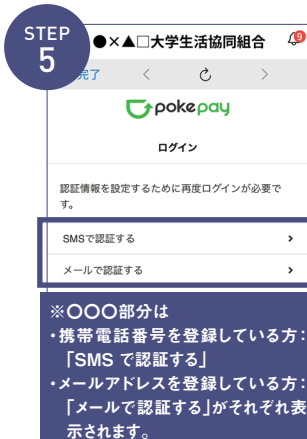 STEP
5
●×▲□大学生活協同組合
9
完了
pokepay
ログイン
認証情報を設定するために再度ログインが必要で
す。
SMSで認証する
メールで認証する
※〇〇〇部分は
・携帯電話番号を登録している方：
「SMS で認証する」
・メールアドレスを登録している方：
「メールで認証する」がそれぞれ表
示されます。